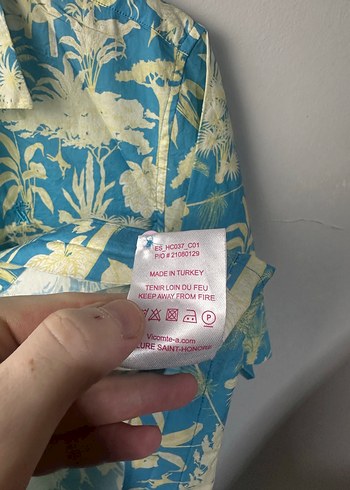 ES_HC037_C01
P/O # 21060129
MADE IN TURKEY
TENIR LOIN DU FEU
KEEP AWAY FROM FIRE
P
Vicomte-a.com
SAINT-HONORE